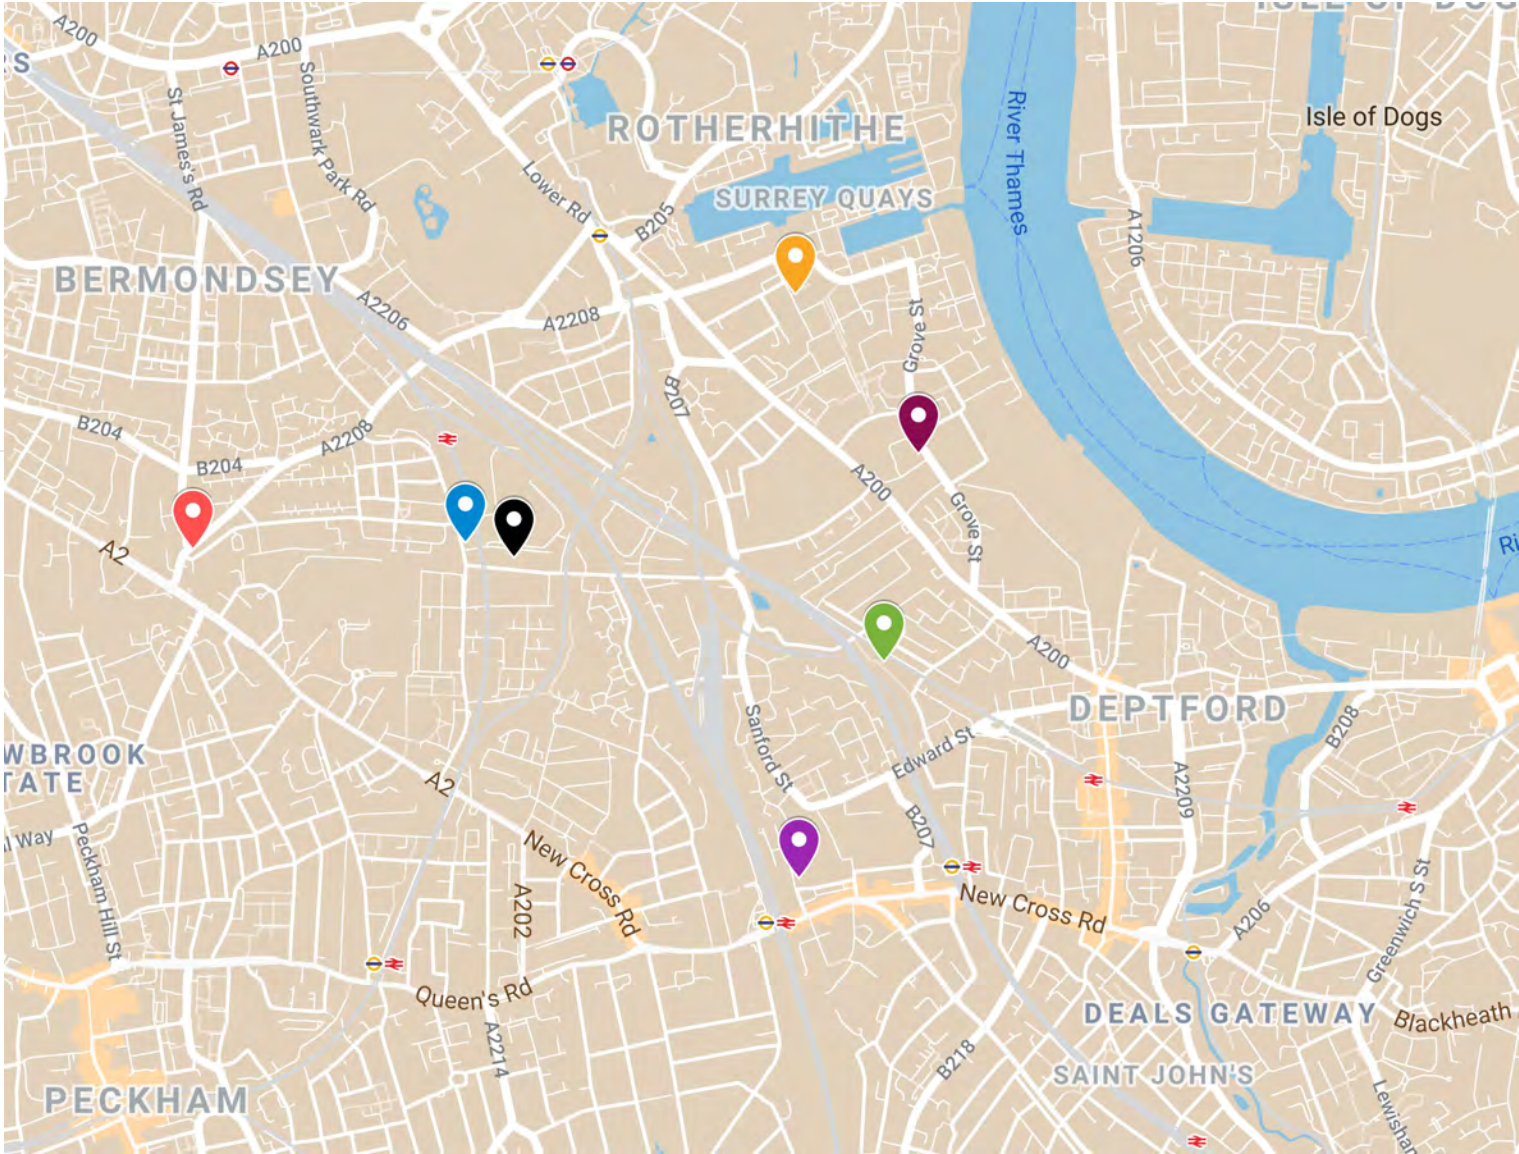 A200
A200
RS
St James's Rd
Southwark Park Rd
ROTHERHITHE
River Thames
Isle of Dogs
Lower Rd
B205
SURREY QUAYS
A1206
BERMONDSEY
A2206
A2208
Grove St
B207
B204
A2208
B204
A200
Grove St
A2
A200
DEPTFORD
Sanford St
Edward St
B208
A2
A2209
B207
Peckham Hill St
New Cross Rd
A202
New Cross Rd
A206
Greenwich S St
Queen's Rd
A2214
DEALS GATEWAY
Blackheath
B218
SAINT JOHN'S
PECKHAM